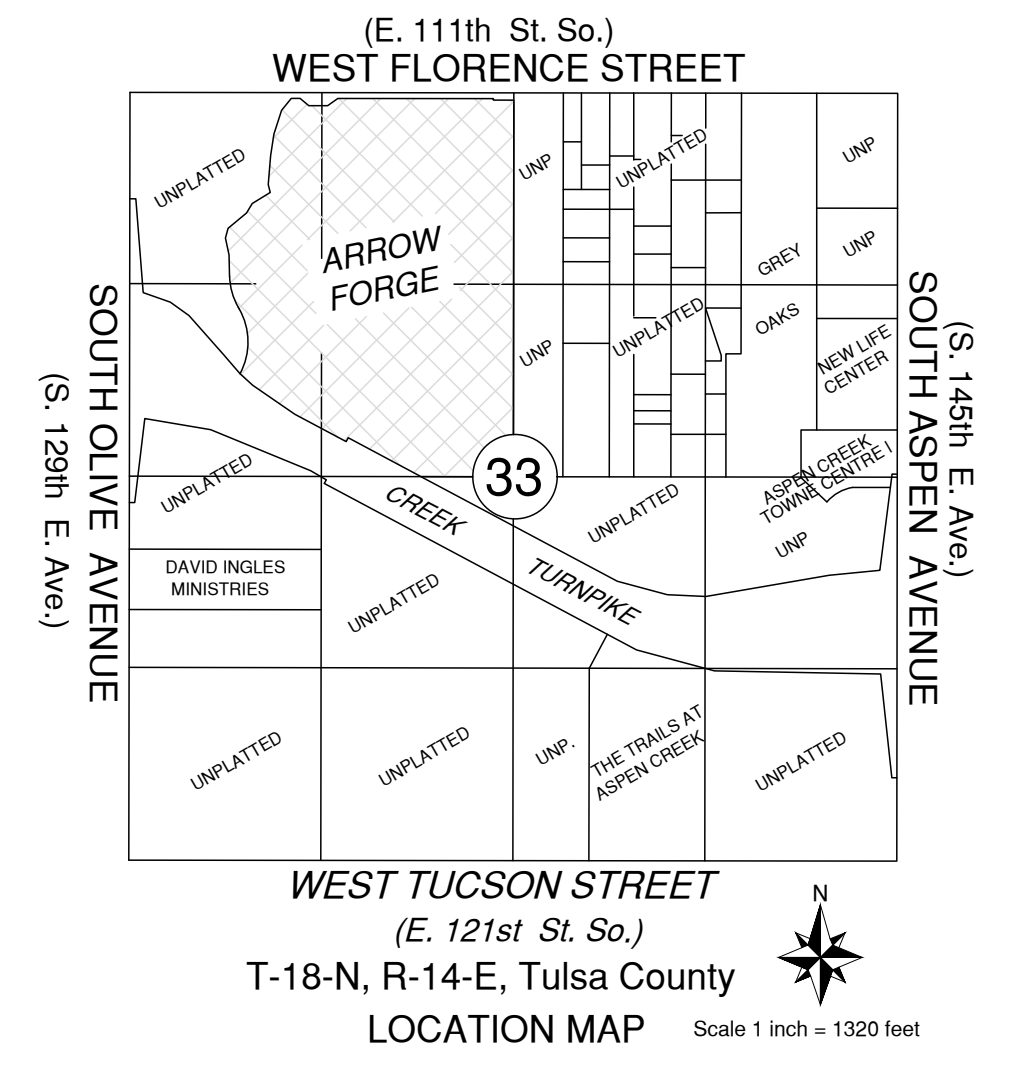 (E. 111th St. So.)
WEST FLORENCE STREET
UNPLATTED
UNP
UNPLATTED
UNP
ARROW
FORGE
GREY
UNP
SOUTH OLIVE AVENUE
(S. 129th E. Ave.)
UNP
UNPLATTED
OAKS
NEW LIFE
CENTER
SOUTH ASPEN AVENUE
(S. 145th E. Ave.)
33
UNPLATTED
CREEK
TURNPIKE
UNPLATTED
ASPEN CREEK
TOWNE CENTRE I
UNP
DAVID INGLES
MINISTRIES
UNPLATTED
UNPLATTED
UNPLATTED
UNP.
THE TRAILS AT
ASPEN CREEK
UNPLATTED
WEST TUCSON STREET
(E. 121st St. So.)
N
T-18-N, R-14-E, Tulsa County
LOCATION MAP
Scale 1 inch = 1320 feet